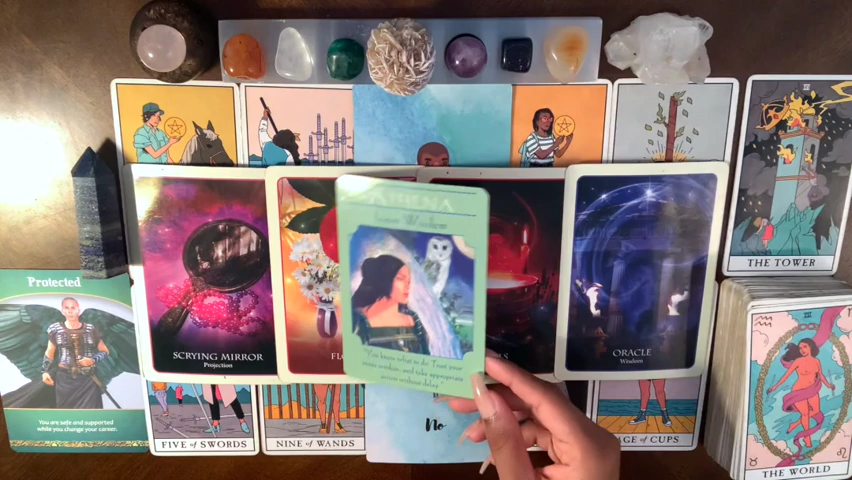 XVI
THE TOWER
Protected
You are safe and supported
while you change your career.
SCRYING MIRROR
Projection
ATHENA
Inner Wisdom
"You know what to do. Trust your
inner wisdom, and take appropriate
action without delay."
ORACLE
Wisdom
FIVE of SWORDS
NINE of WANDS
No
PAGE of CUPS
THE WORLD